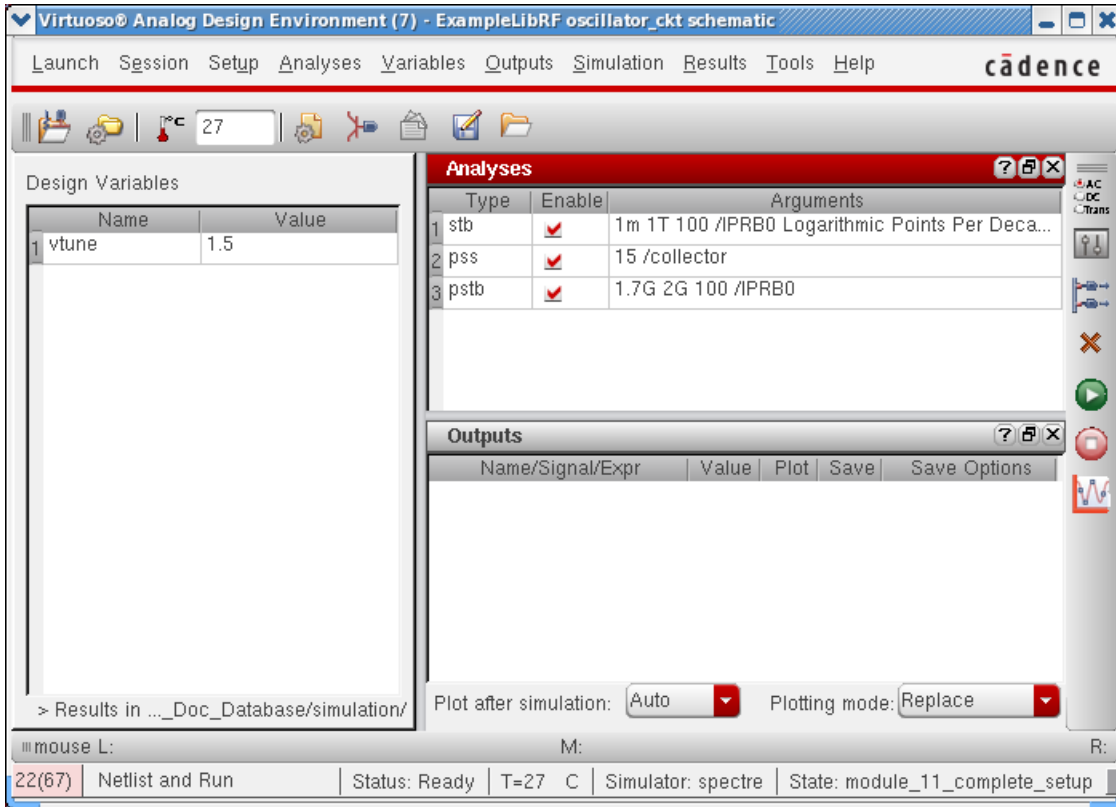 Virtuoso® Analog Design Environment (7) - ExampleLibRF oscillator_ckt schematic
Launch Session Setup Analyses Variables Outputs Simulation Results Tools Help cādence
°C 27
Design Variables
Name Value
1 vtune 1.5
> Results in ..._Doc_Database/simulation/
Analyses
Type Enable Arguments
1 stb 1m 1T 100 /IPRB0 Logarithmic Points Per Deca...
2 pss 15 /collector
3 pstb 1.7G 2G 100 /IPRB0
AC
DC
Trans
Outputs
Name/Signal/Expr Value Plot Save Save Options
Plot after simulation: Auto Plotting mode: Replace
mouse L: M: R:
22(67) Netlist and Run Status: Ready T=27 C Simulator: spectre State: module_11_complete_setup